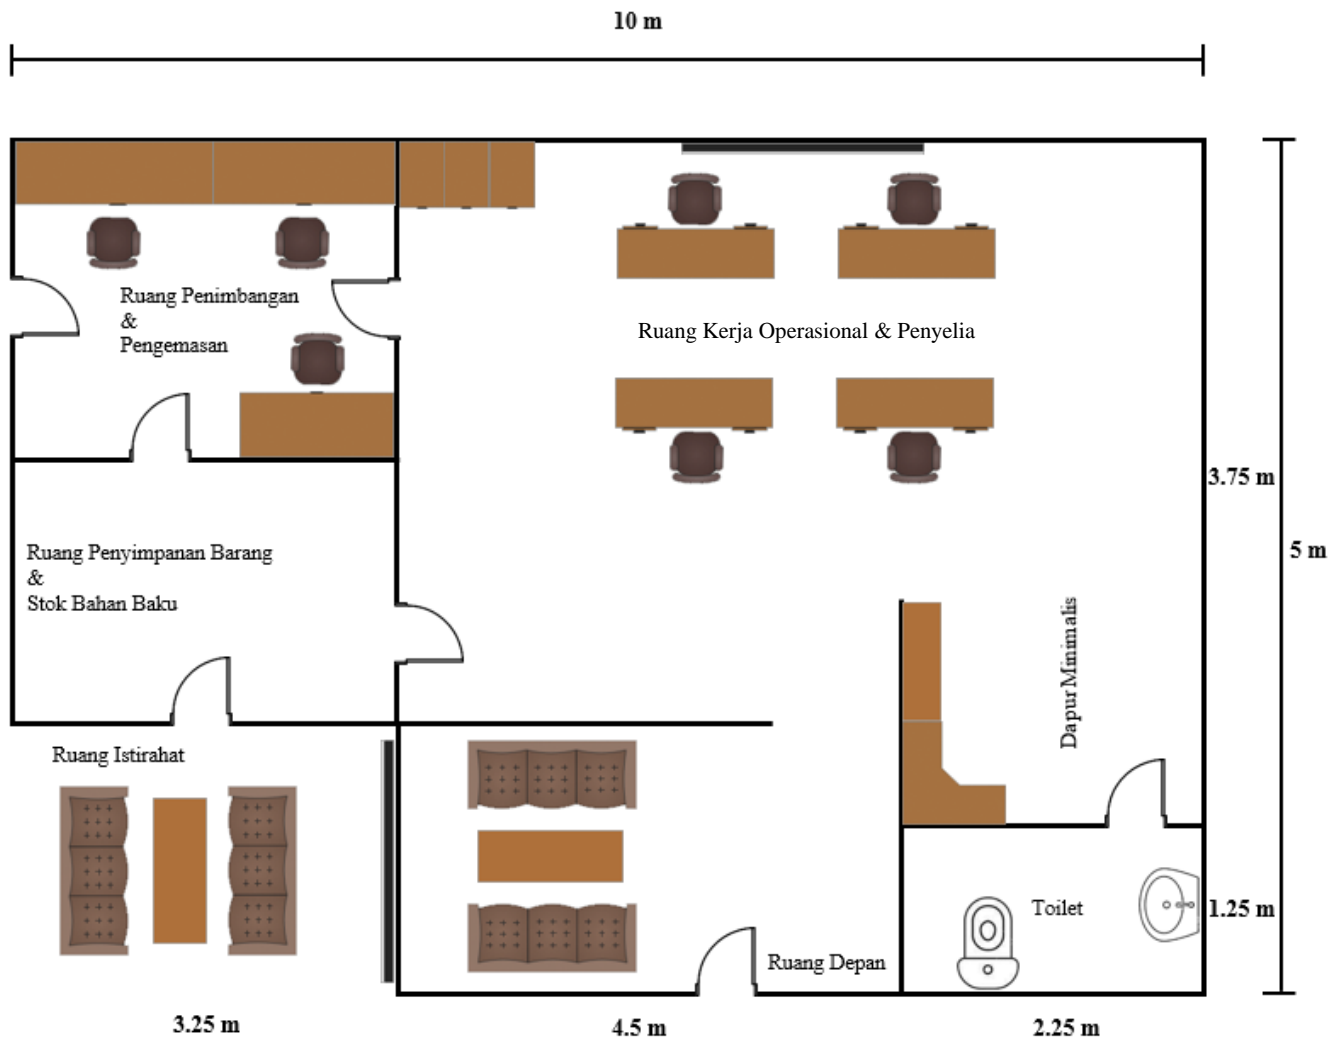 10 m
Ruang Penimbangan
&
Pengemasan
Ruang Kerja Operasional & Penyelia
3.75 m
5 m
Ruang Penyimpanan Barang
&
Stok Bahan Baku
Dapur Minimalis
Ruang Istirahat
Toilet
1.25 m
Ruang Depan
3.25 m
4.5 m
2.25 m